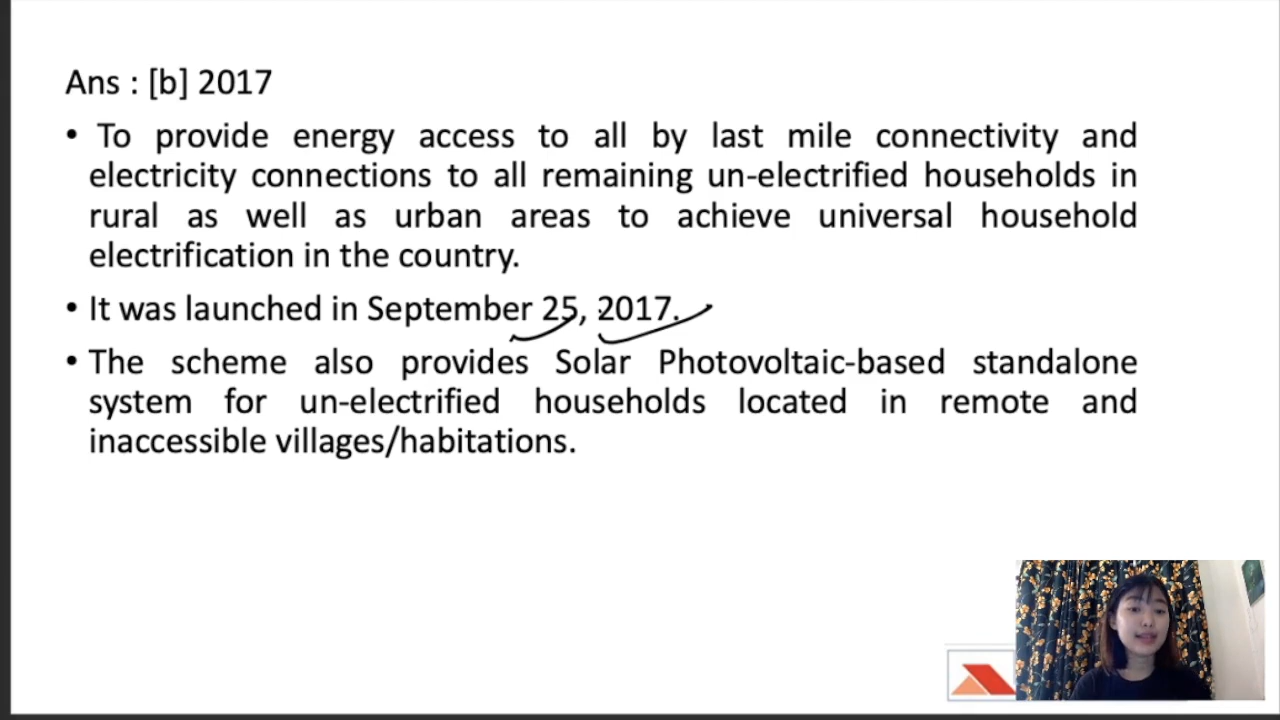 Ans : [b] 2017
• To provide energy access to all by last mile connectivity and
electricity connections to all remaining un-electrified households in
rural as well as urban areas to achieve universal household
electrification in the country.
• It was launched in September 25, 2017.
• The scheme also provides Solar Photovoltaic-based standalone
system for un-electrified households located in remote and
inaccessible villages/habitations.